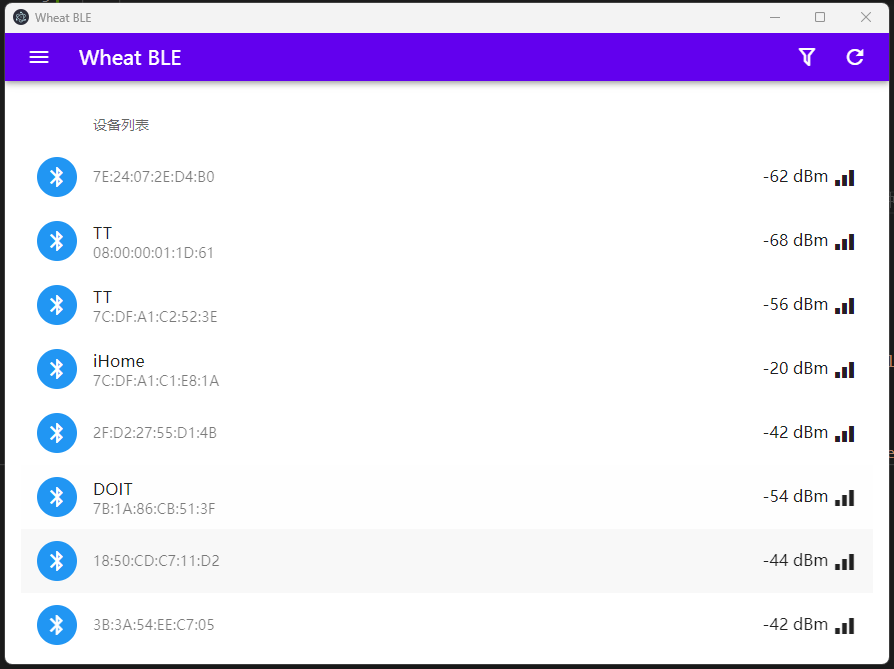 Wheat BLE
Wheat BLE
设备列表
7E:24:07:2E:D4:B0 -62 dBm
TT
08:00:00:01:1D:61 -68 dBm
TT
7C:DF:A1:C2:52:3E -56 dBm
iHome
7C:DF:A1:C1:E8:1A -20 dBm
2F:D2:27:55:D1:4B -42 dBm
DOIT
7B:1A:86:CB:51:3F -54 dBm
18:50:CD:C7:11:D2 -44 dBm
3B:3A:54:EE:C7:05 -42 dBm